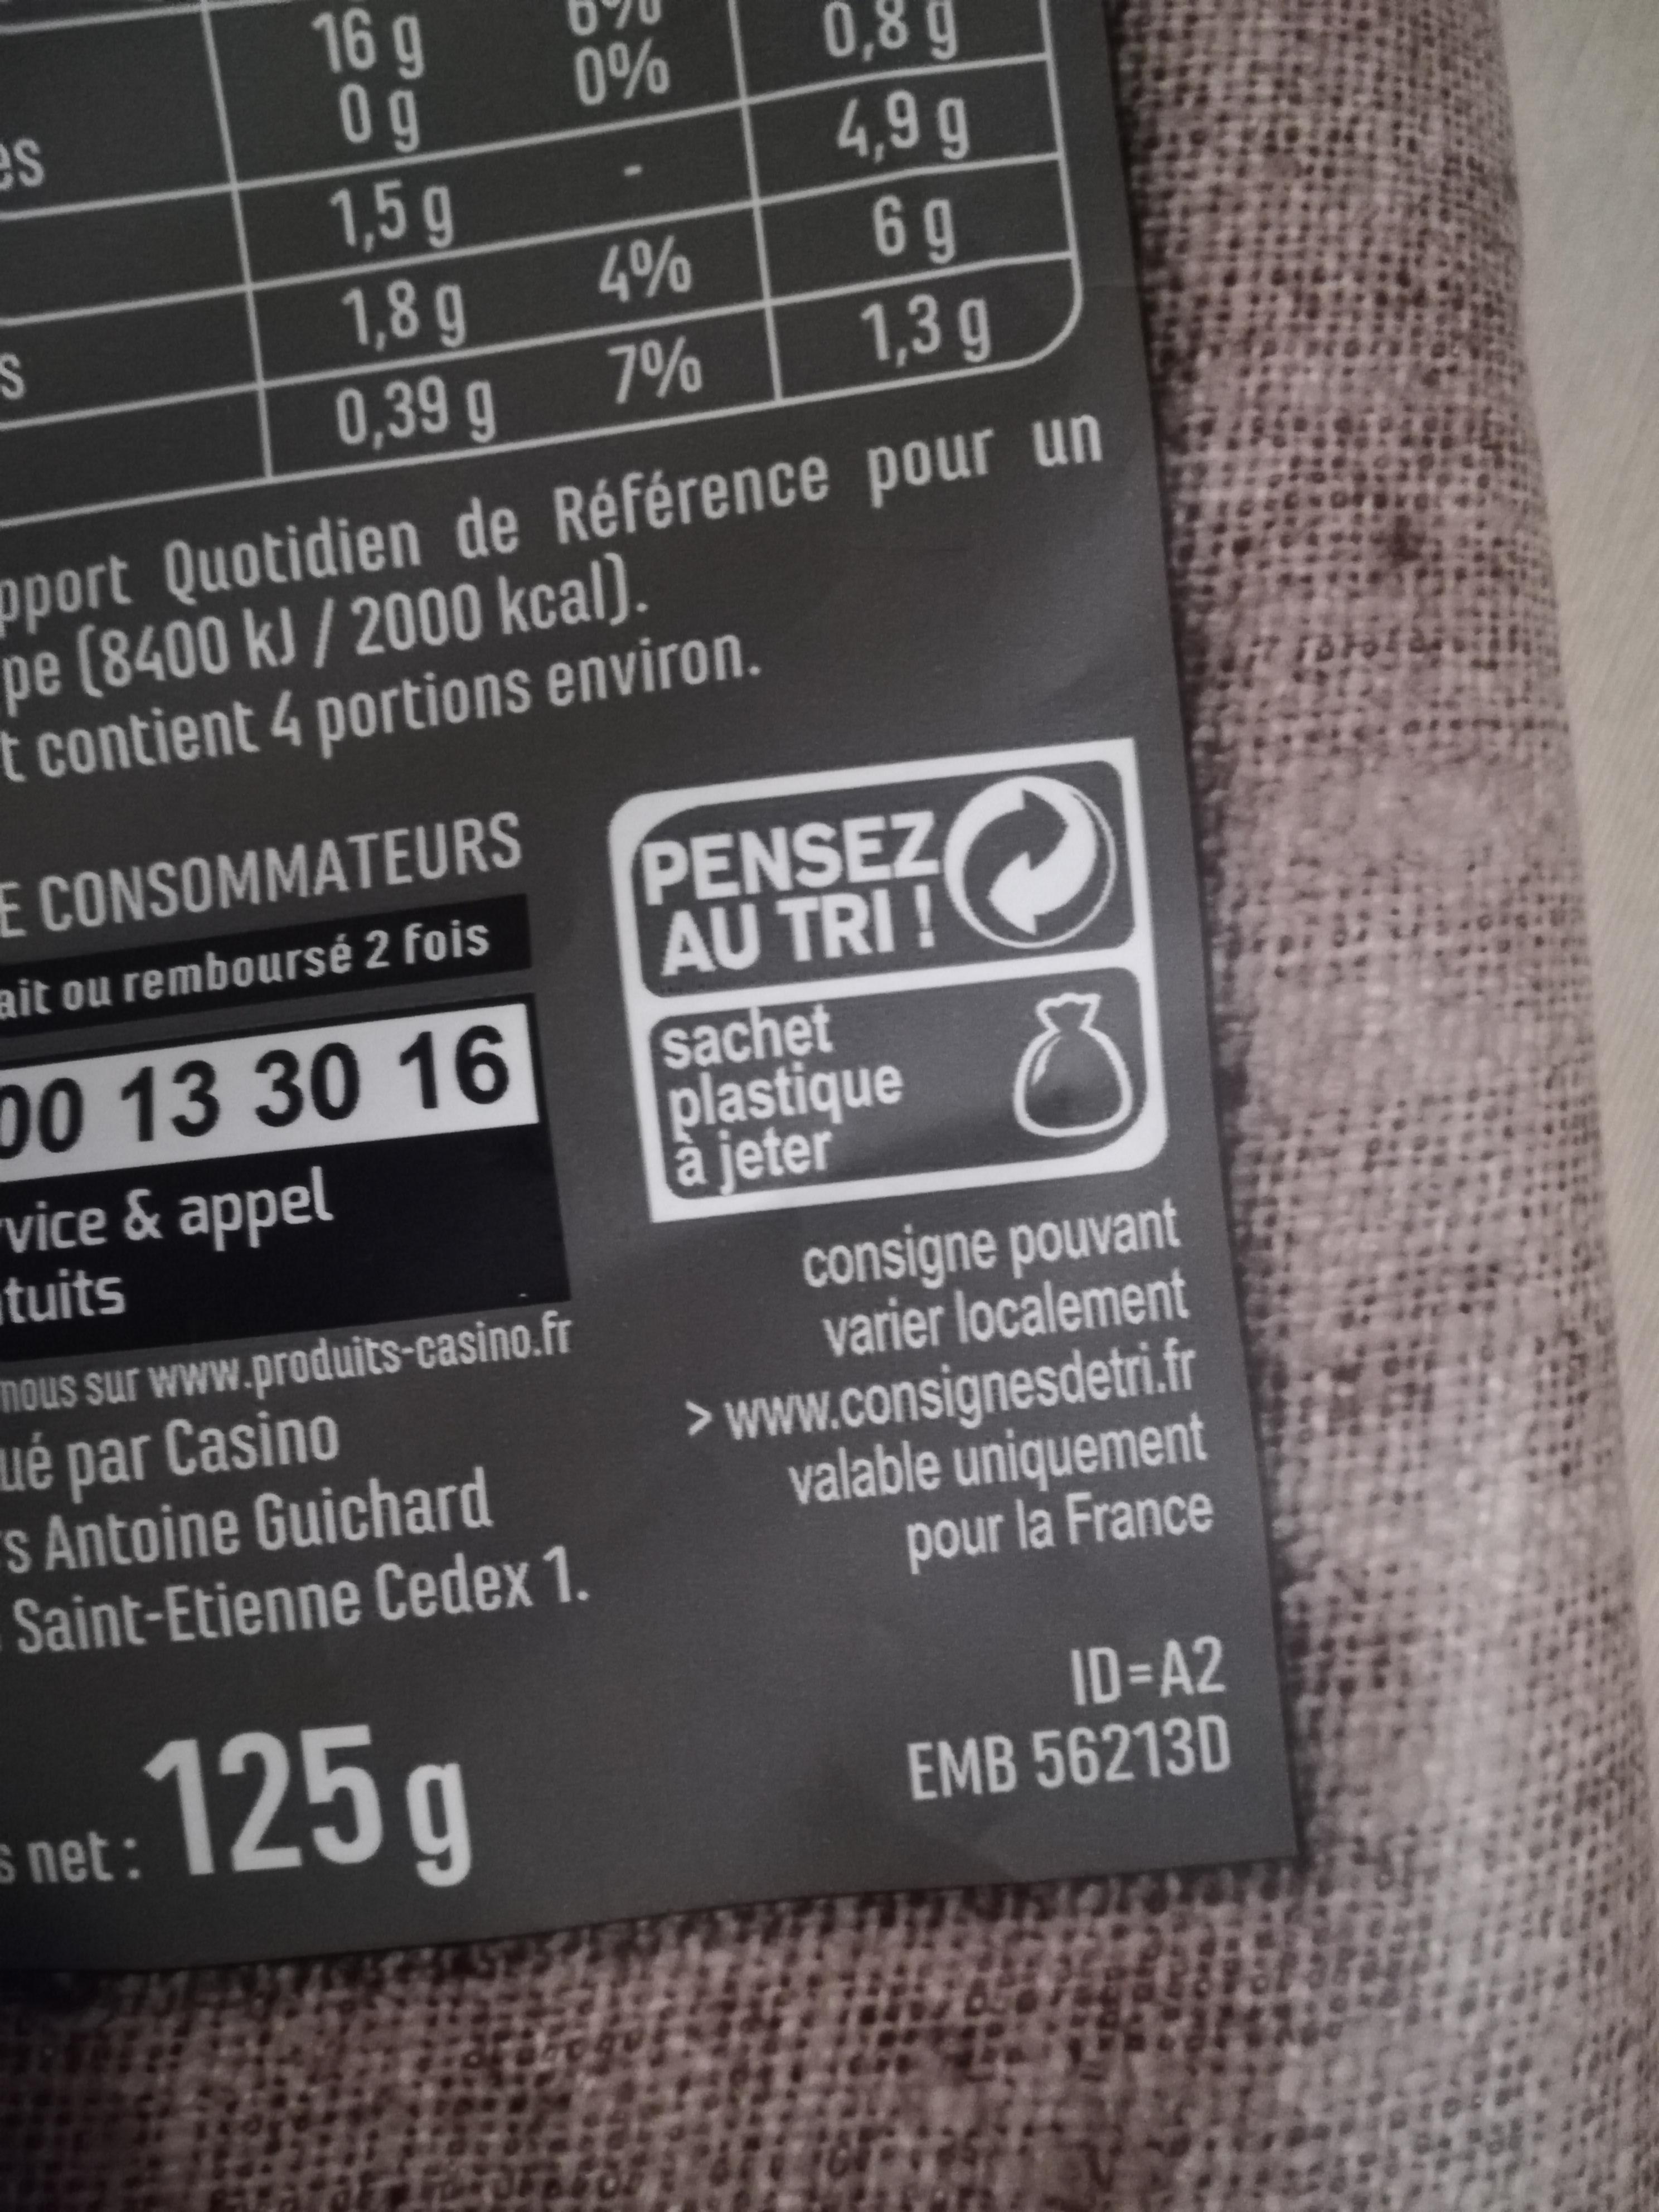 16 g 6% 0,8 g
es 0 g 0%
1,5 g - 4,9 g
s 1,8 g 4% 6 g
0,39 g 7% 1,3 g
pport Quotidien de Référence pour un
pe (8400 kJ / 2000 kcal).
t contient 4 portions environ.
E CONSOMMATEURS
ait ou remboursé 2 fois
00 13 30 16
vice & appel
tuits
nous sur www.produits-casino.fr
ué par Casino
s Antoine Guichard
Saint-Etienne Cedex 1.
s net : 125 g
PENSEZ
AU TRI !
sachet
plastique
à jeter
consigne pouvant
varier localement
> www.consignesdetri.fr
valable uniquement
pour la France
ID=A2
EMB 56213D